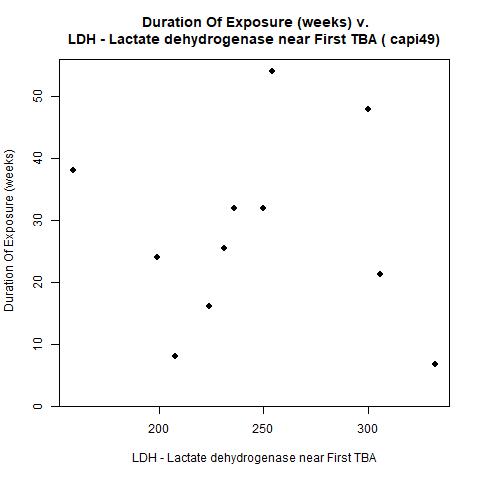 Duration Of Exposure (weeks) v.
LDH - Lactate dehydrogenase near First TBA ( capi49)
Duration Of Exposure (weeks)
50
40
30
20
10
0
200 250 300
LDH - Lactate dehydrogenase near First TBA